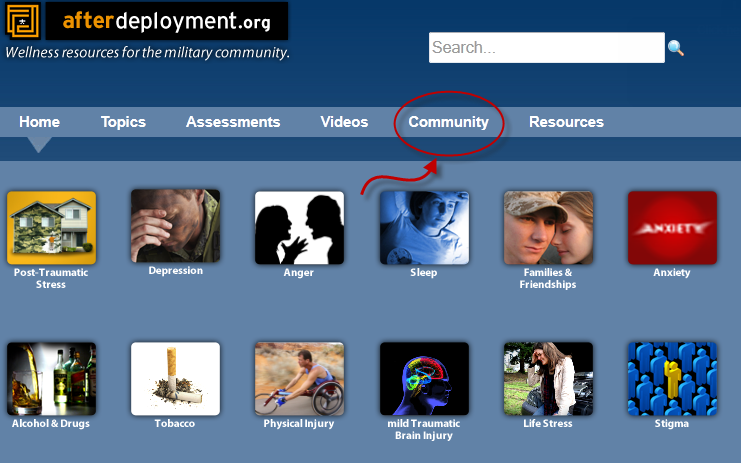 afterdeployment.org
Wellness resources for the military community.
Search...
Home Topics Assessments Videos Community Resources
ANXIETY
Post-Traumatic Stress
Depression
Anger
Sleep
Families & Friendships
Anxiety
Alcohol & Drugs
Tobacco
Physical Injury
mild Traumatic Brain Injury
Life Stress
Stigma